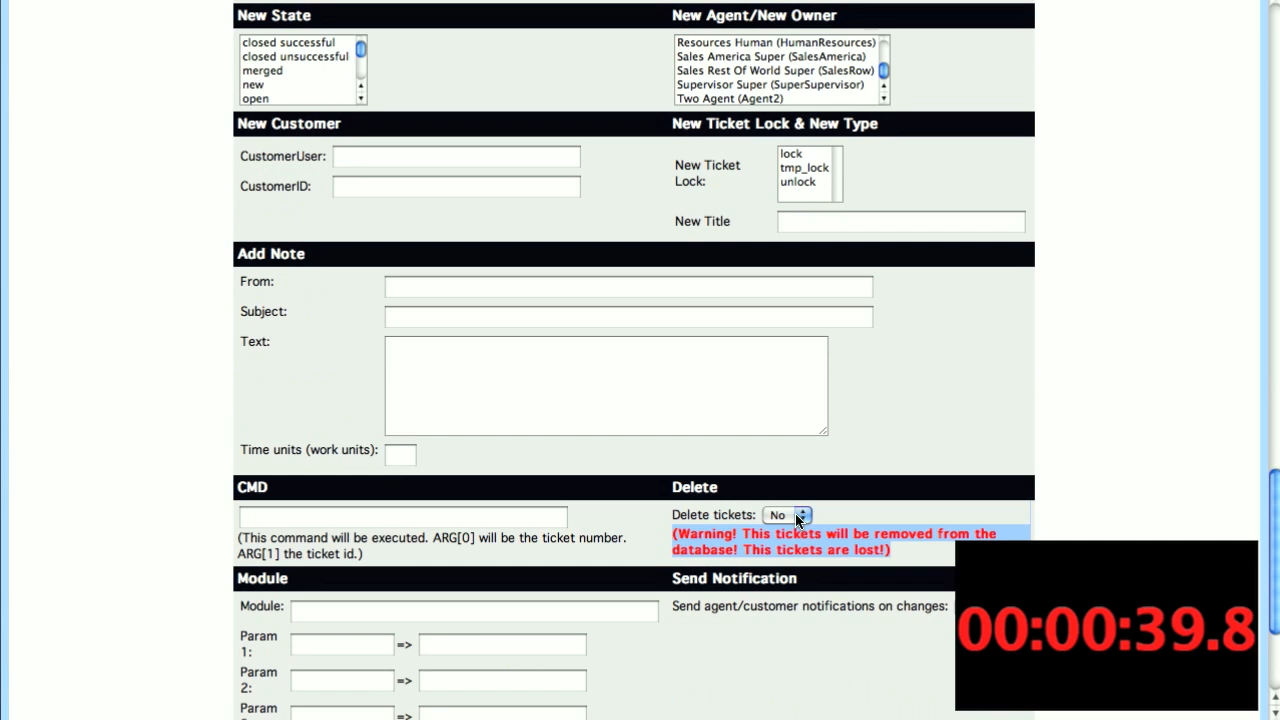 New State
New Agent/New Owner
closed successful
closed unsuccessful
merged
new
open
Resources Human (HumanResources)
Sales America Super (SalesAmerica)
Sales Rest Of World Super (SalesRow)
Supervisor Super (SuperSupervisor)
Two Agent (Agent2)
New Customer
New Ticket Lock & New Type
CustomerUser:
CustomerID:
New Ticket
Lock:
lock
tmp_lock
unlock
New Title
Add Note
From:
Subject:
Text:
Time units (work units):
CMD
Delete
(This command will be executed. ARG[0] will be the ticket number.
ARG[1] the ticket id.)
Delete tickets: No
(Warning! This tickets will be removed from the
database! This tickets are lost!)
Module
Send Notification
Module:
Send agent/customer notifications on changes:
Param
1:
=>
Param
2:
=>
Param
=>
00:00:39.8